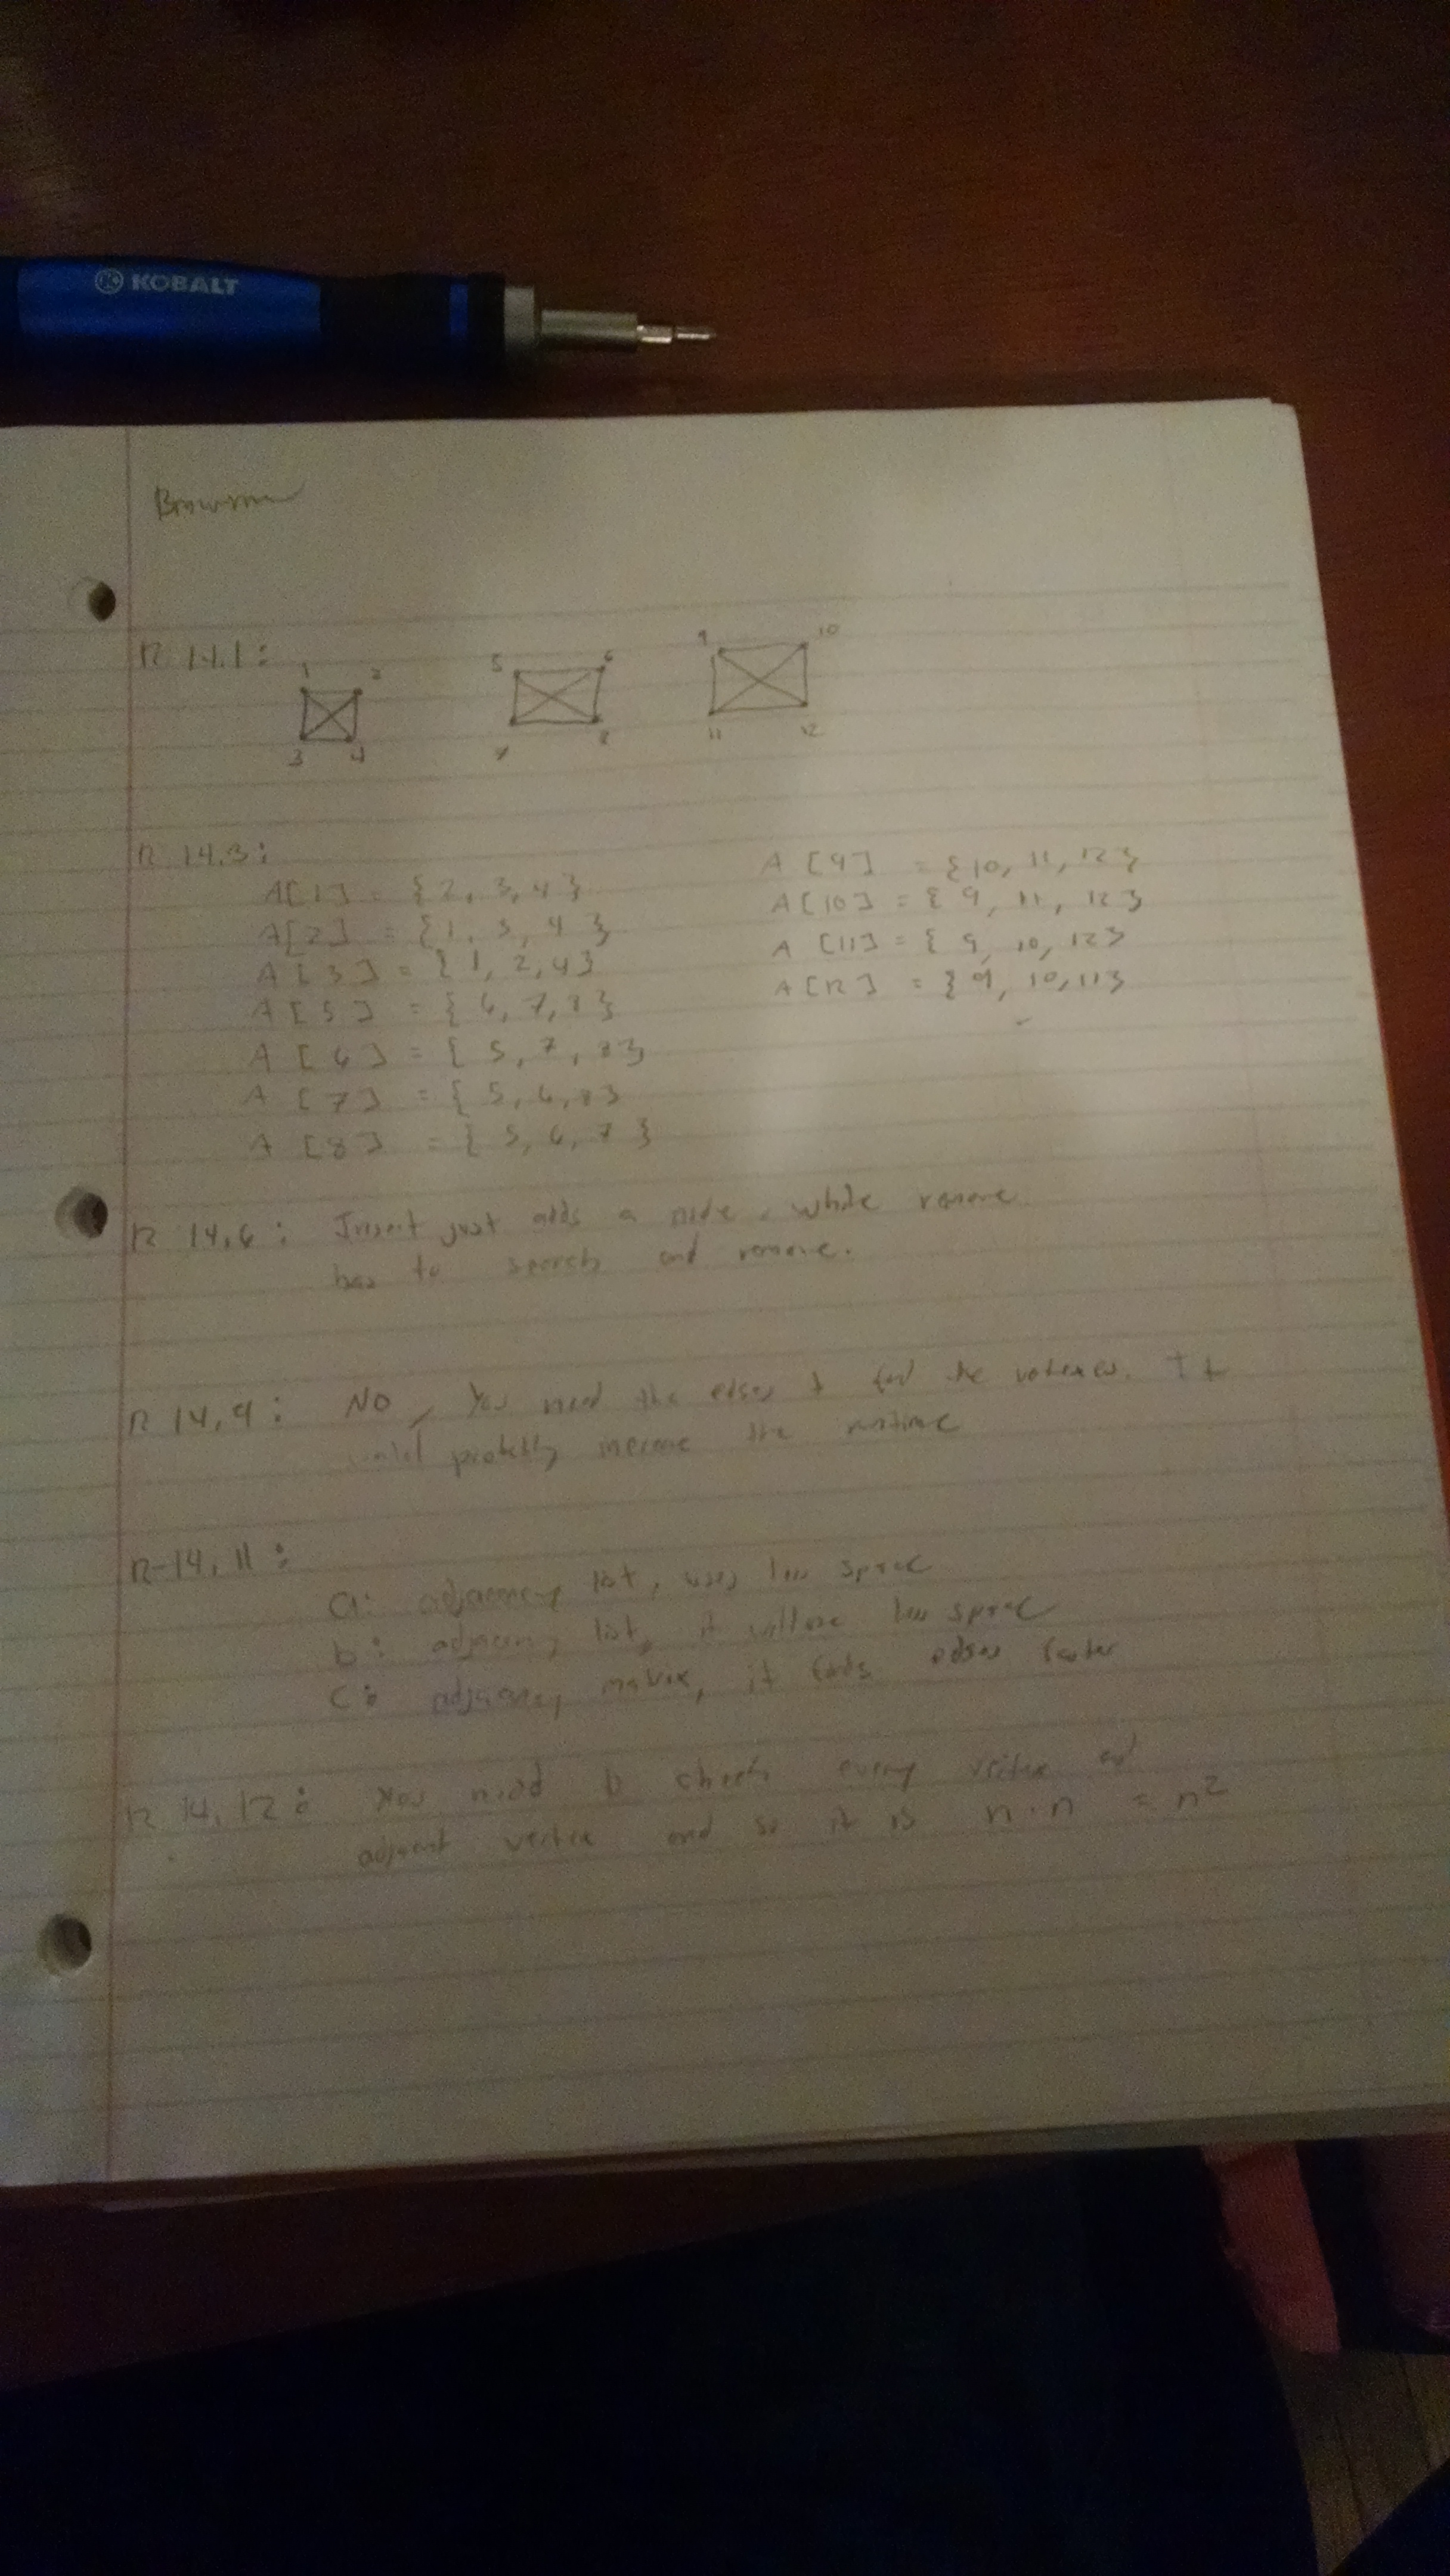 KOBALT
R 14.1:
1 2
3 4
5 6
7 8
9 10
11 12
R 14.3:
A[1] = {2, 3, 4}
A[2] = {1, 3, 4}
A[3] = {1, 2, 4}
A[5] = {6, 7, 8}
A[6] = {5, 7, 8}
A[7] = {5, 6, 8}
A[8] = {5, 6, 7}
A[9] = {10, 11, 12}
A[10] = {9, 11, 12}
A[11] = {9, 10, 12}
A[12] = {9, 10, 11}
R 14.6: Insert just adds a node, while remove
has to search and remove.
R 14.9: NO, You need the edges to find the vertexes. It
would probably increase the runtime
R-14.11:
a: adjacency list, uses less space
b: adjacency list, it will use less space
c: adjacency matrix, it finds edges faster
R 14.12: You need to check every vertex and
adjacent vertex and so it is n·n = n²